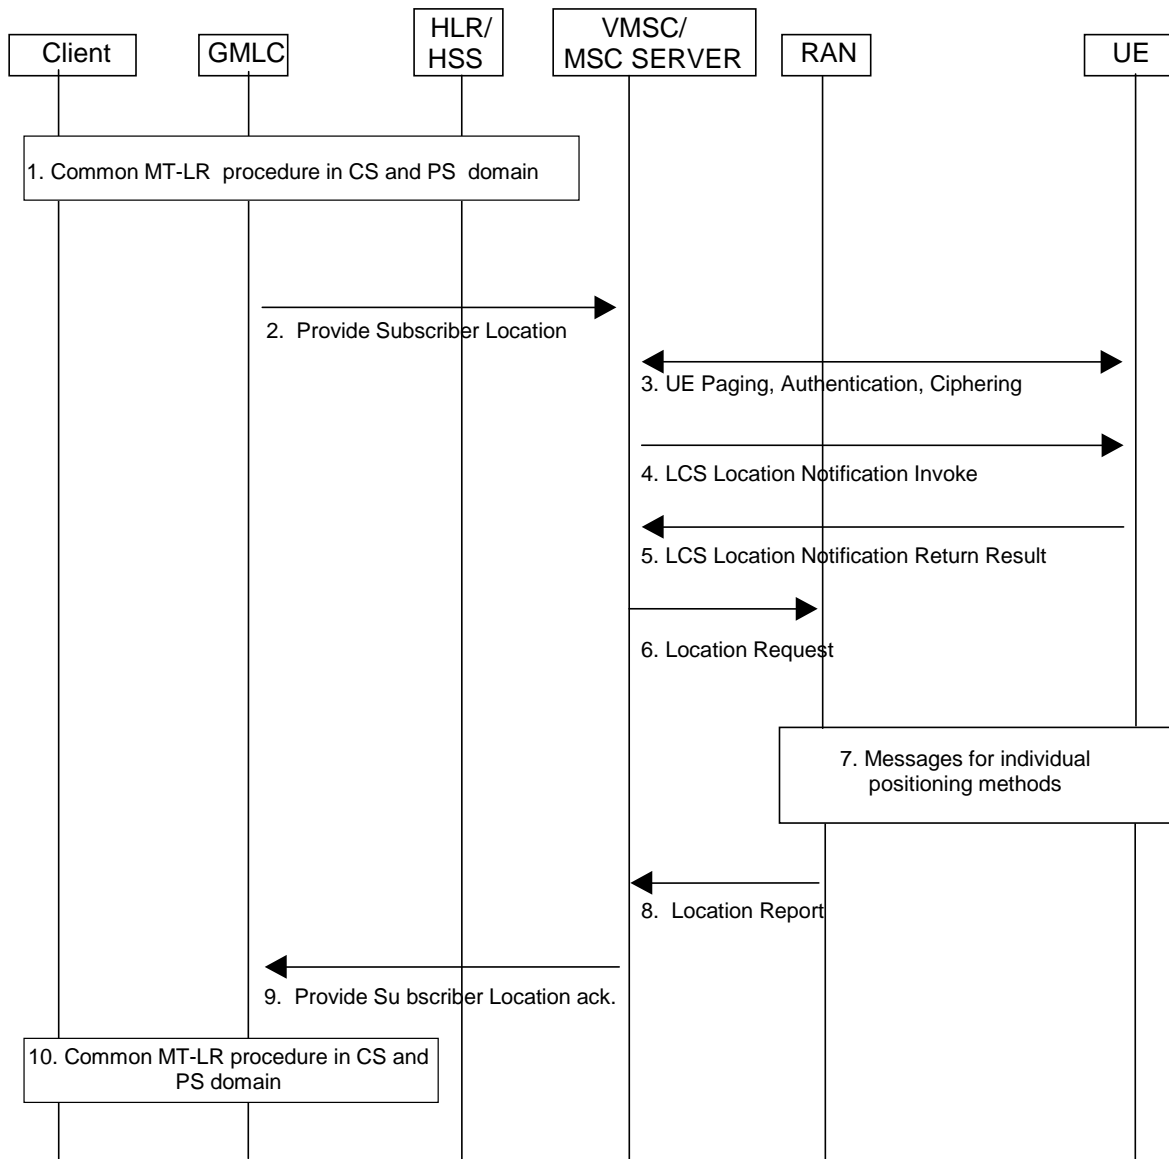 Client
GMLC
HLR/
HSS
VMSC/
MSC SERVER
RAN
UE
1. Common MT-LR procedure in CS and PS domain
2. Provide Subscriber Location
3. UE Paging, Authentication, Ciphering
4. LCS Location Notification Invoke
5. LCS Location Notification Return Result
6. Location Request
7. Messages for individual
positioning methods
8. Location Report
9. Provide Su bscriber Location ack.
10. Common MT-LR procedure in CS and
PS domain